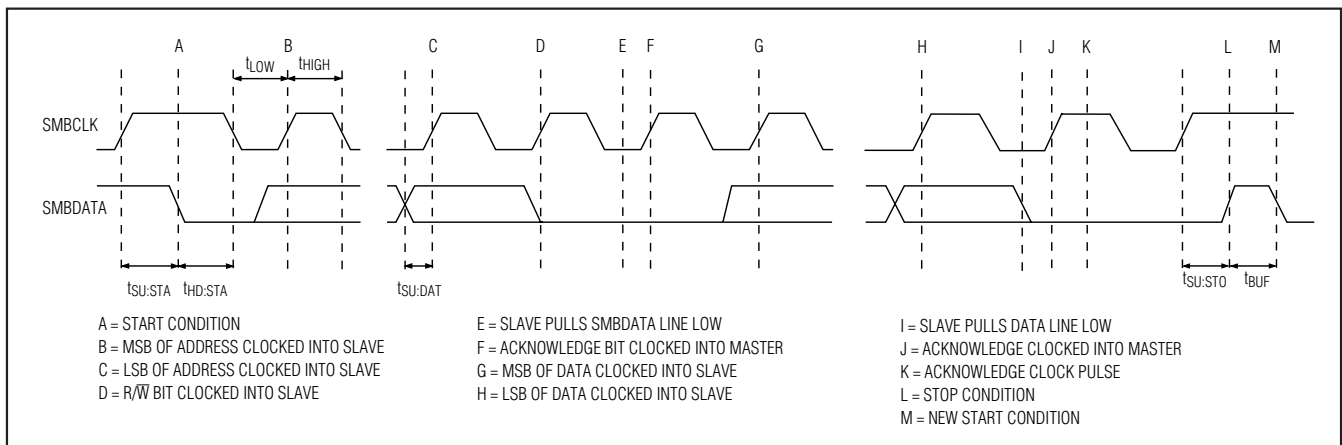 A B C D E F G H I J K L M
tLOW tHIGH
SMBCLK
SMBDATA
tSU:STA tHD:STA tSU:DAT tSU:STO tBUF
A = START CONDITION
B = MSB OF ADDRESS CLOCKED INTO SLAVE
C = LSB OF ADDRESS CLOCKED INTO SLAVE
D = R/W̅ BIT CLOCKED INTO SLAVE
E = SLAVE PULLS SMBDATA LINE LOW
F = ACKNOWLEDGE BIT CLOCKED INTO MASTER
G = MSB OF DATA CLOCKED INTO SLAVE
H = LSB OF DATA CLOCKED INTO SLAVE
I = SLAVE PULLS DATA LINE LOW
J = ACKNOWLEDGE CLOCKED INTO MASTER
K = ACKNOWLEDGE CLOCK PULSE
L = STOP CONDITION
M = NEW START CONDITION